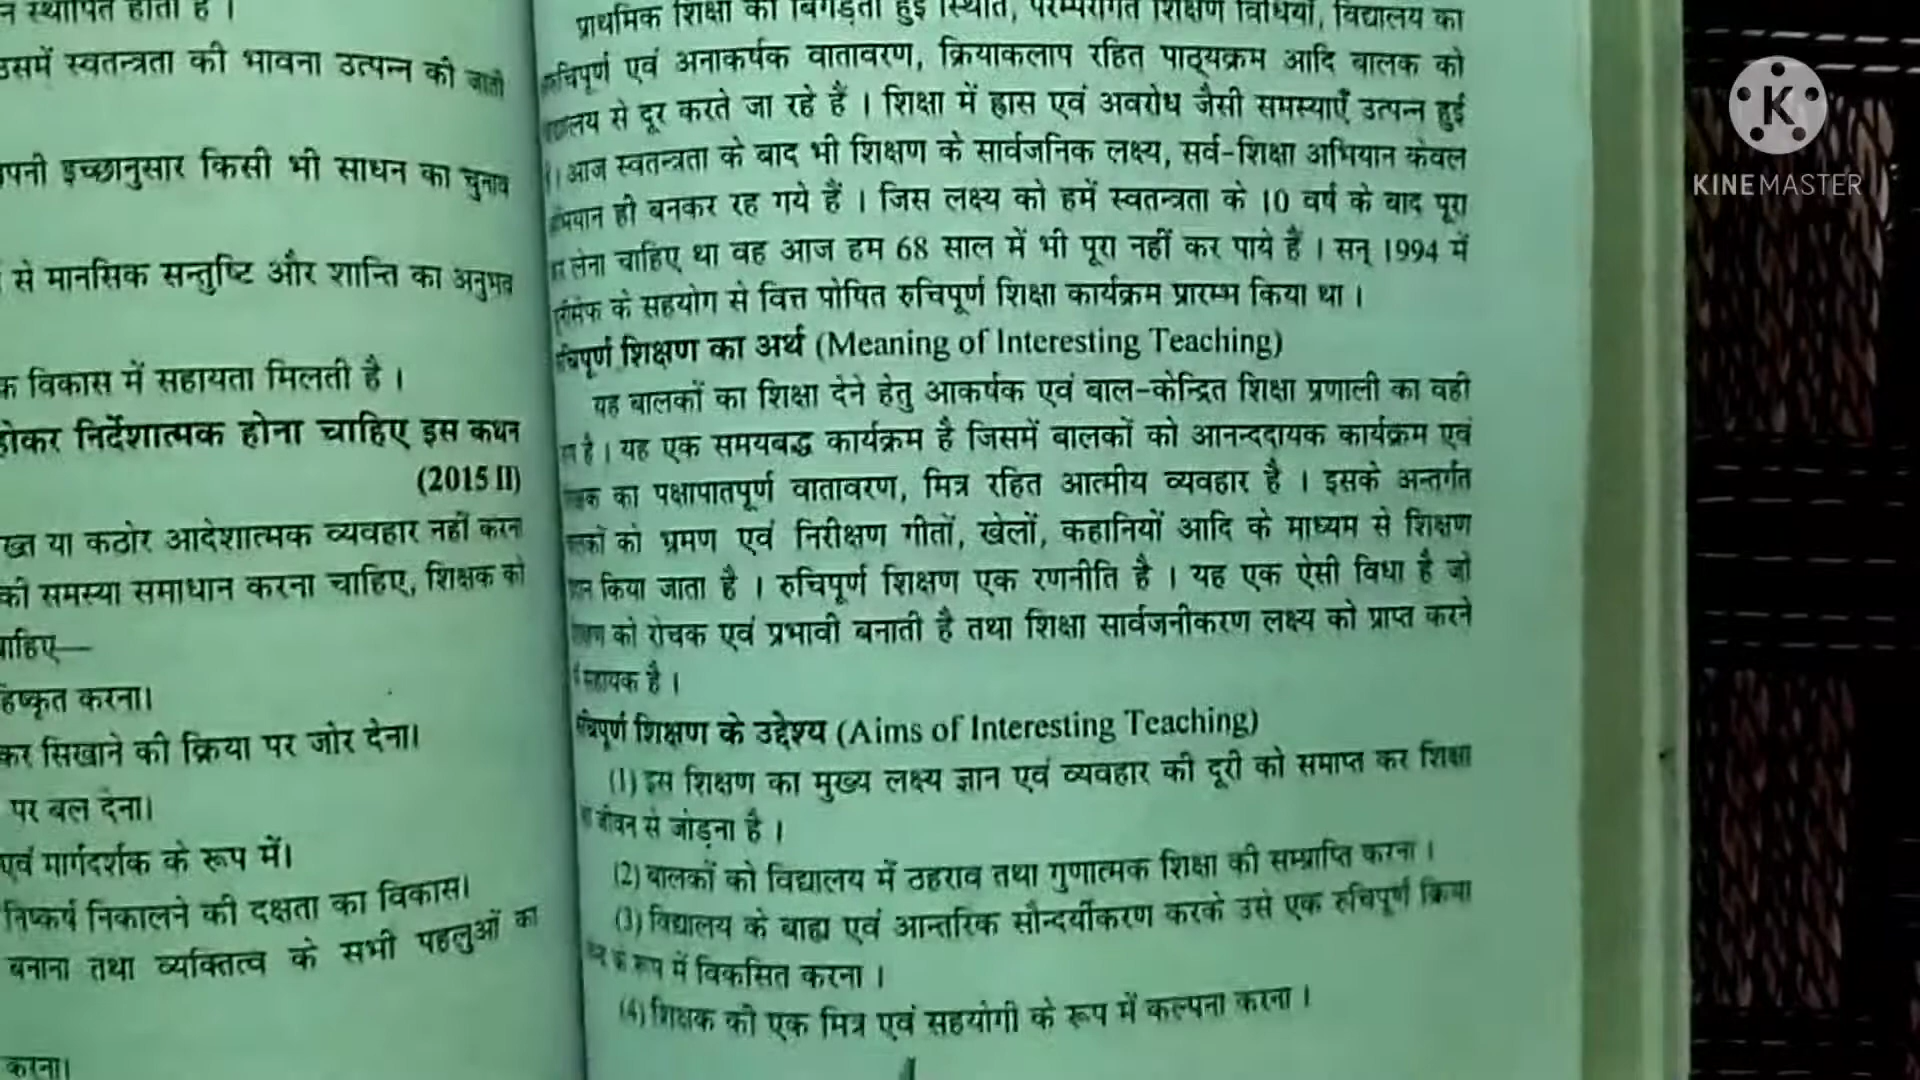 स्थापित होता है ।
उसमें स्वतन्त्रता की भावना उत्पन्न की जाती
अपनी इच्छानुसार किसी भी साधन का चुनाव
से मानसिक सन्तुष्टि और शान्ति का अनुभव
विकास में सहायता मिलती है ।
होकर निर्देशात्मक होना चाहिए इस कथन
(2015 II)
या कठोर आदेशात्मक व्यवहार नहीं करना
की समस्या समाधान करना चाहिए, शिक्षक को
चाहिए—
करना।
कर सिखाने की क्रिया पर जोर देना।
पर बल देना।
एवं मार्गदर्शक के रूप में।
निष्कर्ष निकालने की दक्षता का विकास।
बनाना तथा व्यक्तित्व के सभी पहलुओं का
करना।
प्राथमिक शिक्षा की बिगड़ती हुई स्थिति, परम्परागत शिक्षण विधियाँ, विद्यालय का
एवं अनाकर्षक वातावरण, क्रियाकलाप रहित पाठ्यक्रम आदि बालक को
से दूर करते जा रहे हैं । शिक्षा में ह्रास एवं अवरोध जैसी समस्याएँ उत्पन्न हुई
आज स्वतन्त्रता के बाद भी शिक्षण के सार्वजनिक लक्ष्य, सर्व-शिक्षा अभियान केवल
ही बनकर रह गये हैं । जिस लक्ष्य को हमें स्वतन्त्रता के 10 वर्ष के बाद पूरा
लेना चाहिए था वह आज हम 68 साल में भी पूरा नहीं कर पाये हैं । सन् 1994 में
के सहयोग से वित्त पोषित रुचिपूर्ण शिक्षा कार्यक्रम प्रारम्भ किया था ।
शिक्षण का अर्थ (Meaning of Interesting Teaching)
यह बालकों का शिक्षा देने हेतु आकर्षक एवं बाल-केन्द्रित शिक्षा प्रणाली का वही
है । यह एक समयबद्ध कार्यक्रम है जिसमें बालकों को आनन्ददायक कार्यक्रम एवं
का पक्षापातपूर्ण वातावरण, मित्र रहित आत्मीय व्यवहार है । इसके अन्तर्गत
को भ्रमण एवं निरीक्षण गीतों, खेलों, कहानियों आदि के माध्यम से शिक्षण
किया जाता है । रुचिपूर्ण शिक्षण एक रणनीति है । यह एक ऐसी विधा है जो
को रोचक एवं प्रभावी बनाती है तथा शिक्षा सार्वजनीकरण लक्ष्य को प्राप्त करने
सहायक है ।
शिक्षण के उद्देश्य (Aims of Interesting Teaching)
(1) इस शिक्षण का मुख्य लक्ष्य ज्ञान एवं व्यवहार की दूरी को समाप्त कर शिक्षा
जीवन से जोड़ना है ।
(2) बालकों को विद्यालय में ठहराव तथा गुणात्मक शिक्षा की सम्प्राप्ति करना ।
(3) विद्यालय के बाह्य एवं आन्तरिक सौन्दर्यीकरण करके उसे एक रुचिपूर्ण क्रिया
के रूप में विकसित करना ।
(4) शिक्षक की एक मित्र एवं सहयोगी के रूप में कल्पना करना ।
K
KINEMASTER